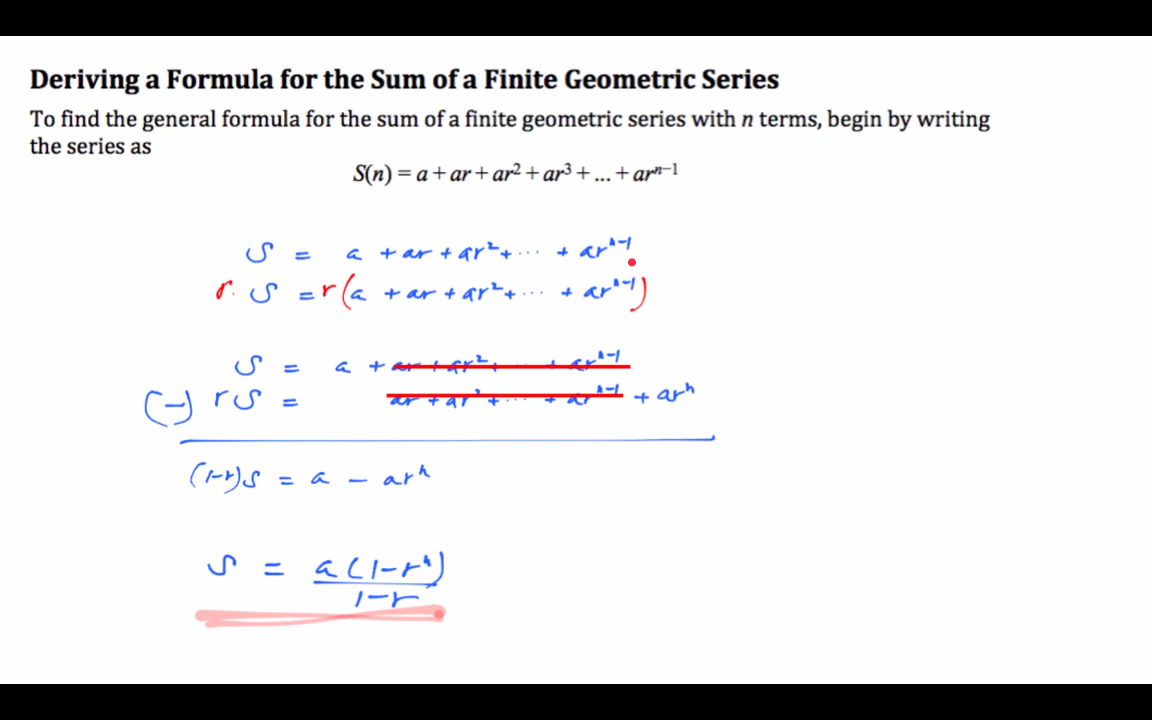 Deriving a Formula for the Sum of a Finite Geometric Series
To find the general formula for the sum of a finite geometric series with n terms, begin by writing
the series as
S(n) = a + ar + ar² + ar³ + ... + arⁿ⁻¹
S = a + ar + ar² + ... + arⁿ⁻¹
r. S = r(a + ar + ar² + ... + arⁿ⁻¹)
S = a + ar + ar² + ... + arⁿ⁻¹
(-) rS = ar + ar² + ... + arⁿ⁻¹ + arⁿ
(1-r)S = a - arⁿ
S = a(1-rⁿ)
1-r